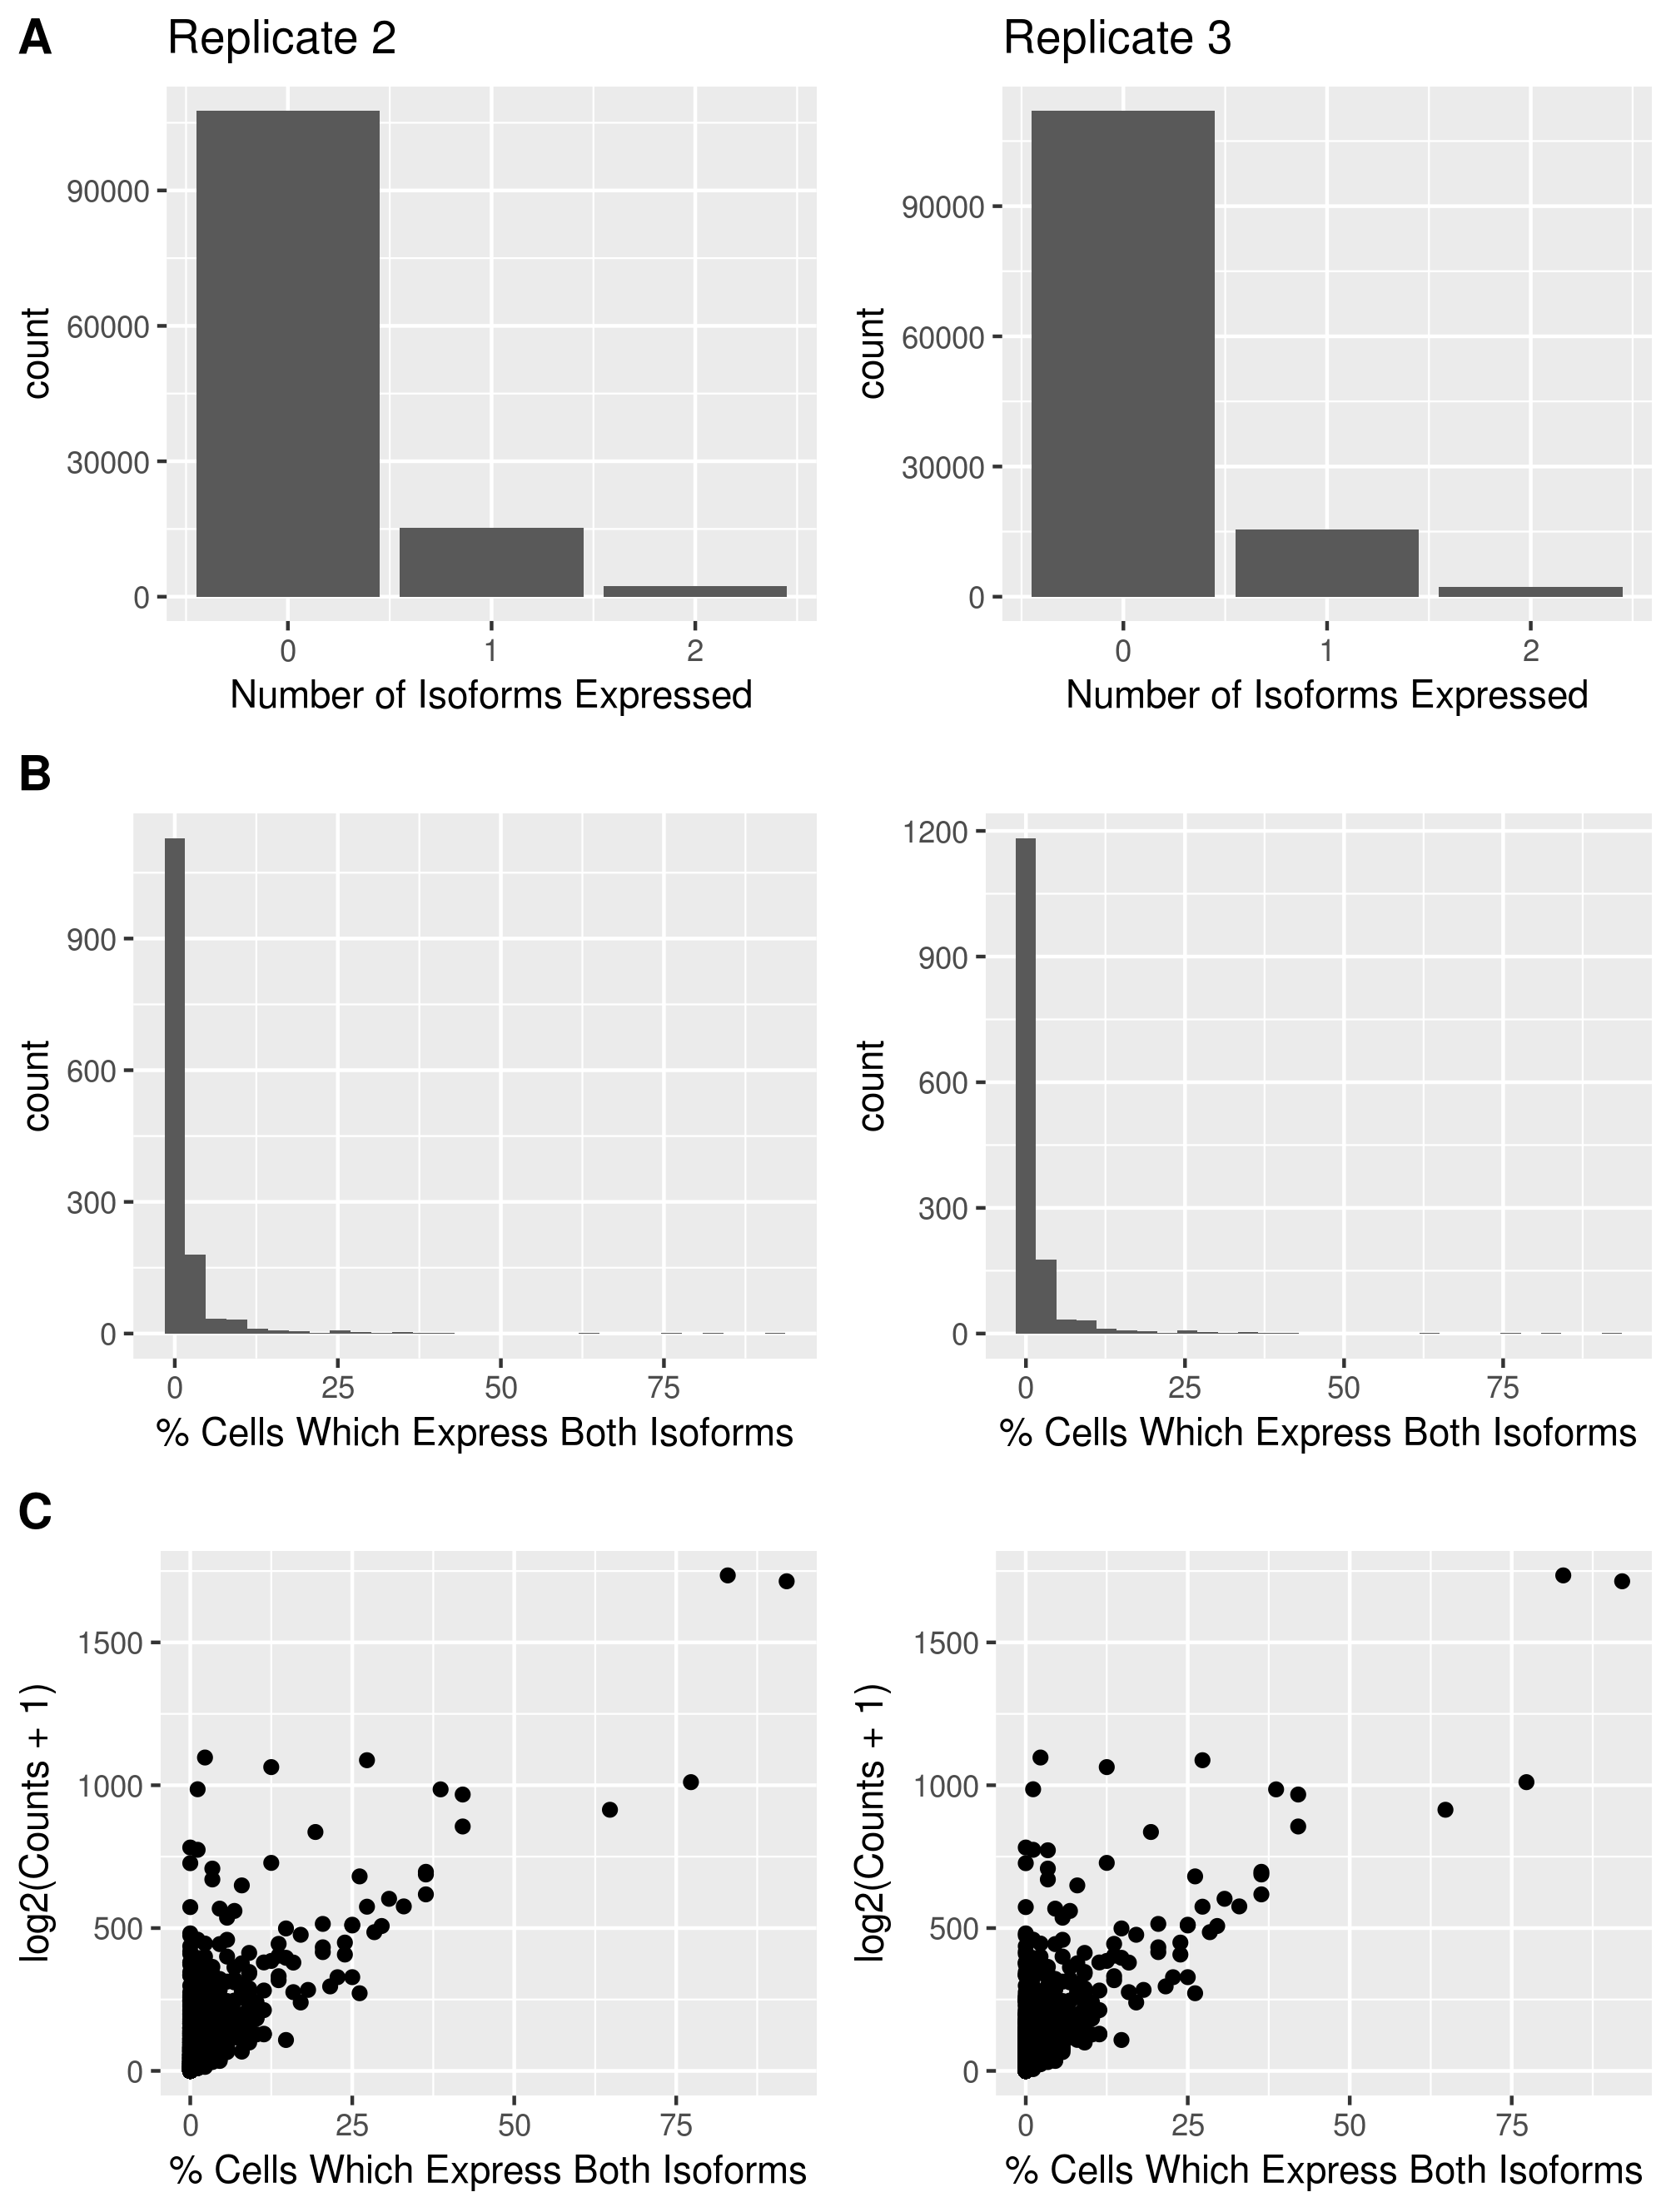 A
Replicate 2
Replicate 3
count
90000
60000
30000
0
0 1 2
Number of Isoforms Expressed
count
90000
60000
30000
0
0 1 2
Number of Isoforms Expressed
B
count
900
600
300
0
0 25 50 75
% Cells Which Express Both Isoforms
count
1200
900
600
300
0
0 25 50 75
% Cells Which Express Both Isoforms
C
log2(Counts + 1)
1500
1000
500
0
0 25 50 75
% Cells Which Express Both Isoforms
log2(Counts + 1)
1500
1000
500
0
0 25 50 75
% Cells Which Express Both Isoforms